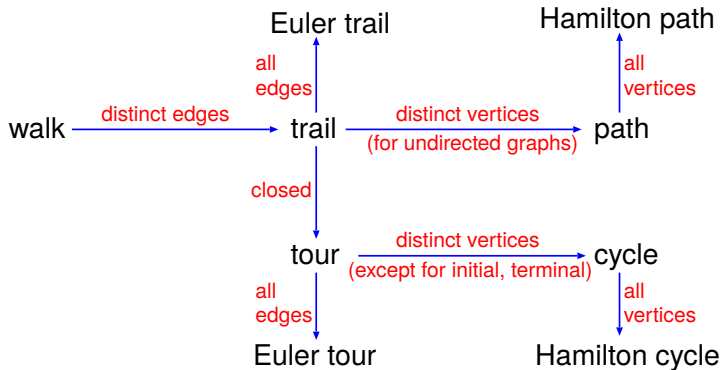 Euler trail
Hamilton path
all
edges
all
vertices
walk
distinct edges
trail
distinct vertices
(for undirected graphs)
path
closed
tour
distinct vertices
(except for initial, terminal)
cycle
all
edges
all
vertices
Euler tour
Hamilton cycle